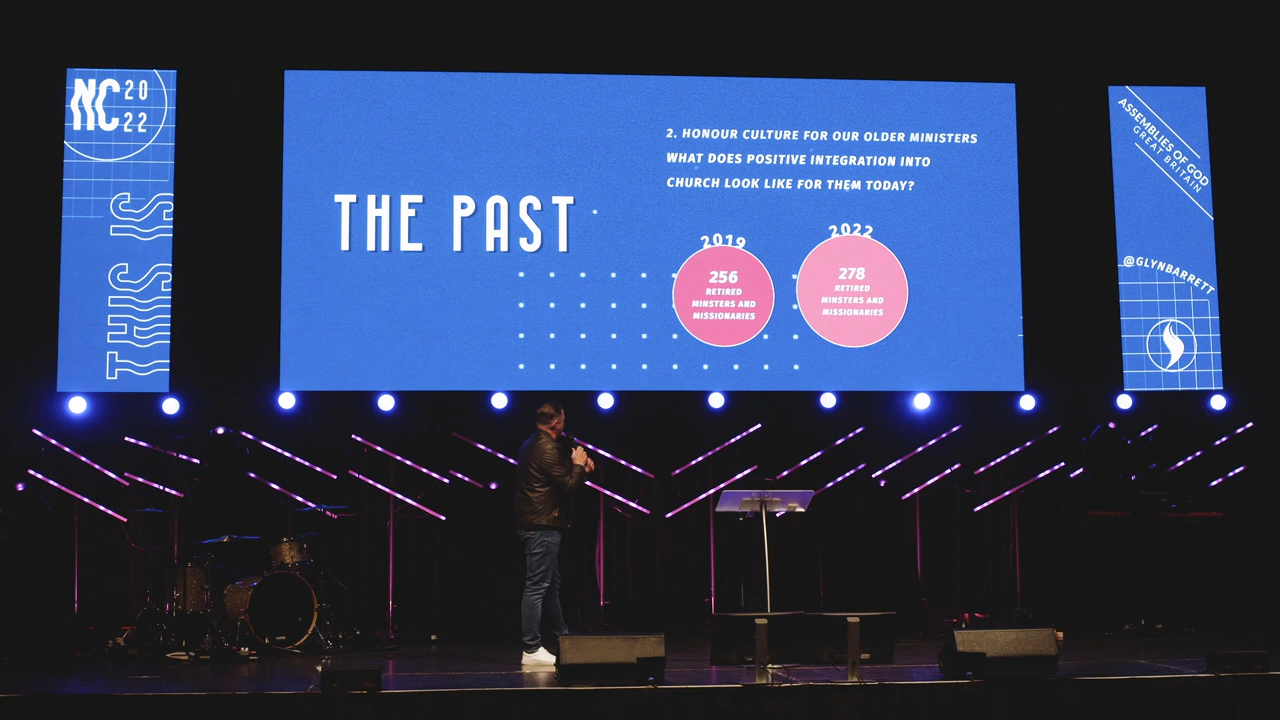 NC 20
22
THIS IS
THE PAST
2. HONOUR CULTURE FOR OUR OLDER MINISTERS
WHAT DOES POSITIVE INTEGRATION INTO
CHURCH LOOK LIKE FOR THEM TODAY?
2019
256
RETIRED
MINSTERS AND
MISSIONARIES
2022
278
RETIRED
MINSTERS AND
MISSIONARIES
ASSEMBLIES OF GOD
GREAT BRITAIN
@GLYNBARRETT